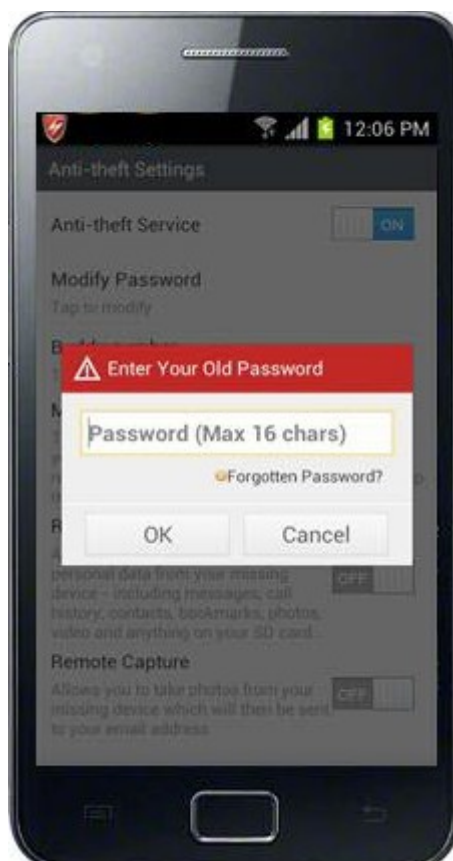 12:06 PM
Anti-theft Settings
Anti-theft Service
ON
Modify Password
Tap to modify
Enter Your Old Password
Password (Max 16 chars)
Forgotten Password?
OK
Cancel
personal data from your missing
OFF
device - including messages, call
history, contacts, bookmarks, photos,
video and anything on your SD card
Remote Capture
Allows you to take photos from your
OFF
missing device which will then be sent
to your email address